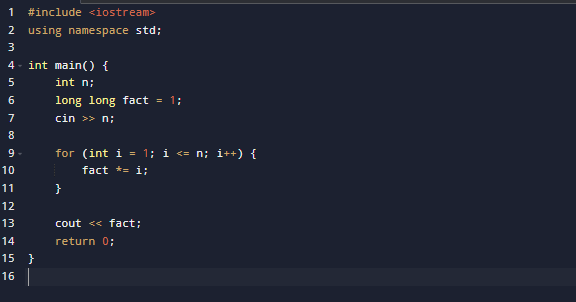 1 #include <iostream>
2 using namespace std;
3
4 int main() {
5     int n;
6     long long fact = 1;
7     cin >> n;
8
9     for (int i = 1; i <= n; i++) {
10         fact *= i;
11     }
12
13     cout << fact;
14     return 0;
15 }
16